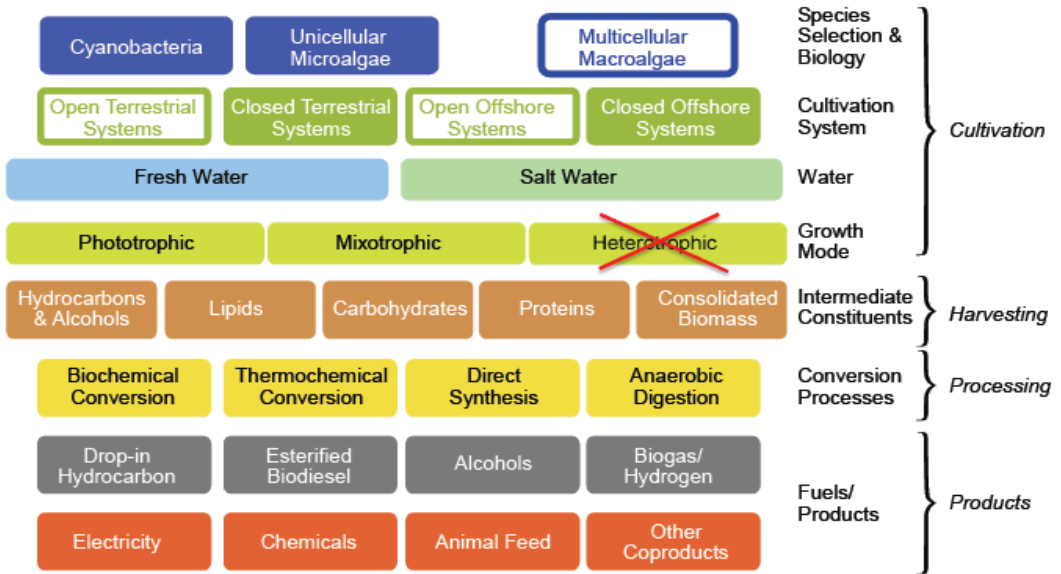 Cyanobacteria
Unicellular
Microalgae
Multicellular
Macroalgae
Species
Selection &
Biology
Open Terrestrial
Systems
Closed Terrestrial
Systems
Open Offshore
Systems
Closed Offshore
Systems
Cultivation
System
Cultivation
Fresh Water
Salt Water
Water
Phototrophic
Mixotrophic
Heterotrophic
Growth
Mode
Hydrocarbons
& Alcohols
Lipids
Carbohydrates
Proteins
Consolidated
Biomass
Intermediate
Constituents
Harvesting
Biochemical
Conversion
Thermochemical
Conversion
Direct
Synthesis
Anaerobic
Digestion
Conversion
Processes
Processing
Drop-in
Hydrocarbon
Esterified
Biodiesel
Alcohols
Biogas/
Hydrogen
Fuels/
Products
Products
Electricity
Chemicals
Animal Feed
Other
Coproducts